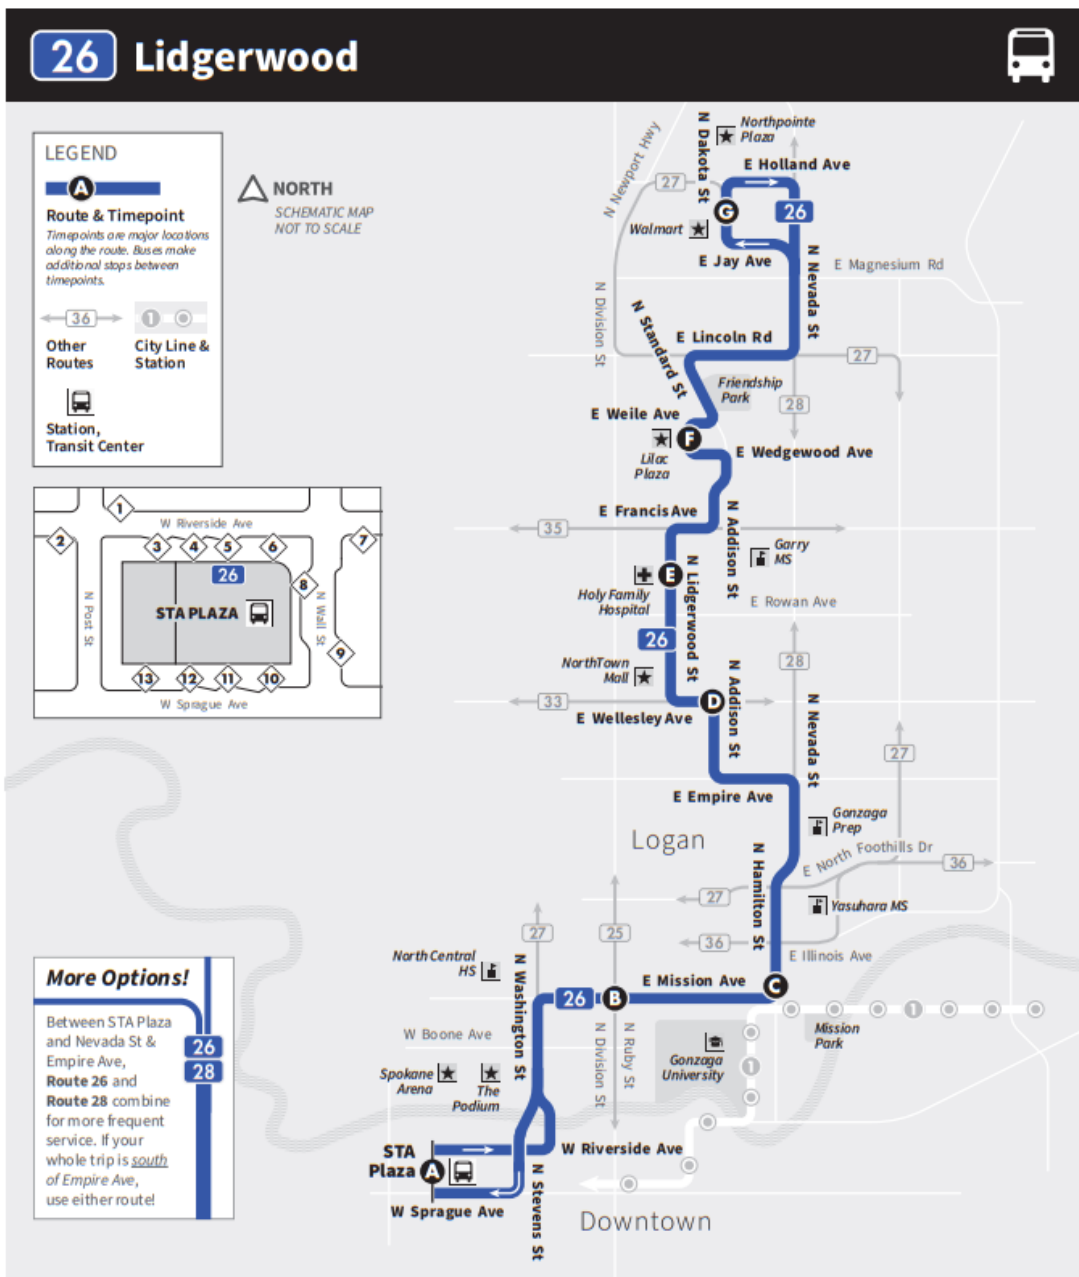 26 Lidgerwood
LEGEND
A
Route & Timepoint
Timepoints are major locations
along the route. Buses make
additional stops between
timepoints.
36
1
Other
Routes
City Line &
Station
Station,
Transit Center
NORTH
SCHEMATIC MAP
NOT TO SCALE
1
W Riverside Ave
2
3
4
5
6
7
26
8
STA PLAZA
N Post St
N Wall St
9
13
12
11
10
W Sprague Ave
More Options!
Between STA Plaza
and Nevada St &
Empire Ave,
Route 26 and
Route 28 combine
for more frequent
service. If your
whole trip is south
of Empire Ave,
use either route!
26
28
N Newport Hwy
N Dakota St
Northpointe
Plaza
E Holland Ave
27
G
26
Walmart
E Jay Ave
N Nevada St
E Magnesium Rd
N Division St
N Standard St
E Lincoln Rd
27
Friendship
Park
28
E Weile Ave
F
Lilac
Plaza
E Wedgewood Ave
E Francis Ave
35
N Addison St
Garry
MS
E
Holy Family
Hospital
N Lidgerwood St
E Rowan Ave
26
28
NorthTown
Mall
33
D
N Addison St
E Wellesley Ave
N Nevada St
27
E Empire Ave
Gonzaga
Prep
Logan
N Hamilton St
E North Foothills Dr
36
27
Yasuhara MS
27
25
36
E Illinois Ave
North Central
HS
N Washington St
E Mission Ave
C
26
B
1
Mission
Park
W Boone Ave
N Division St
N Ruby St
Gonzaga
University
1
Spokane
Arena
The
Podium
STA
Plaza
A
W Riverside Ave
N Stevens St
W Sprague Ave
Downtown